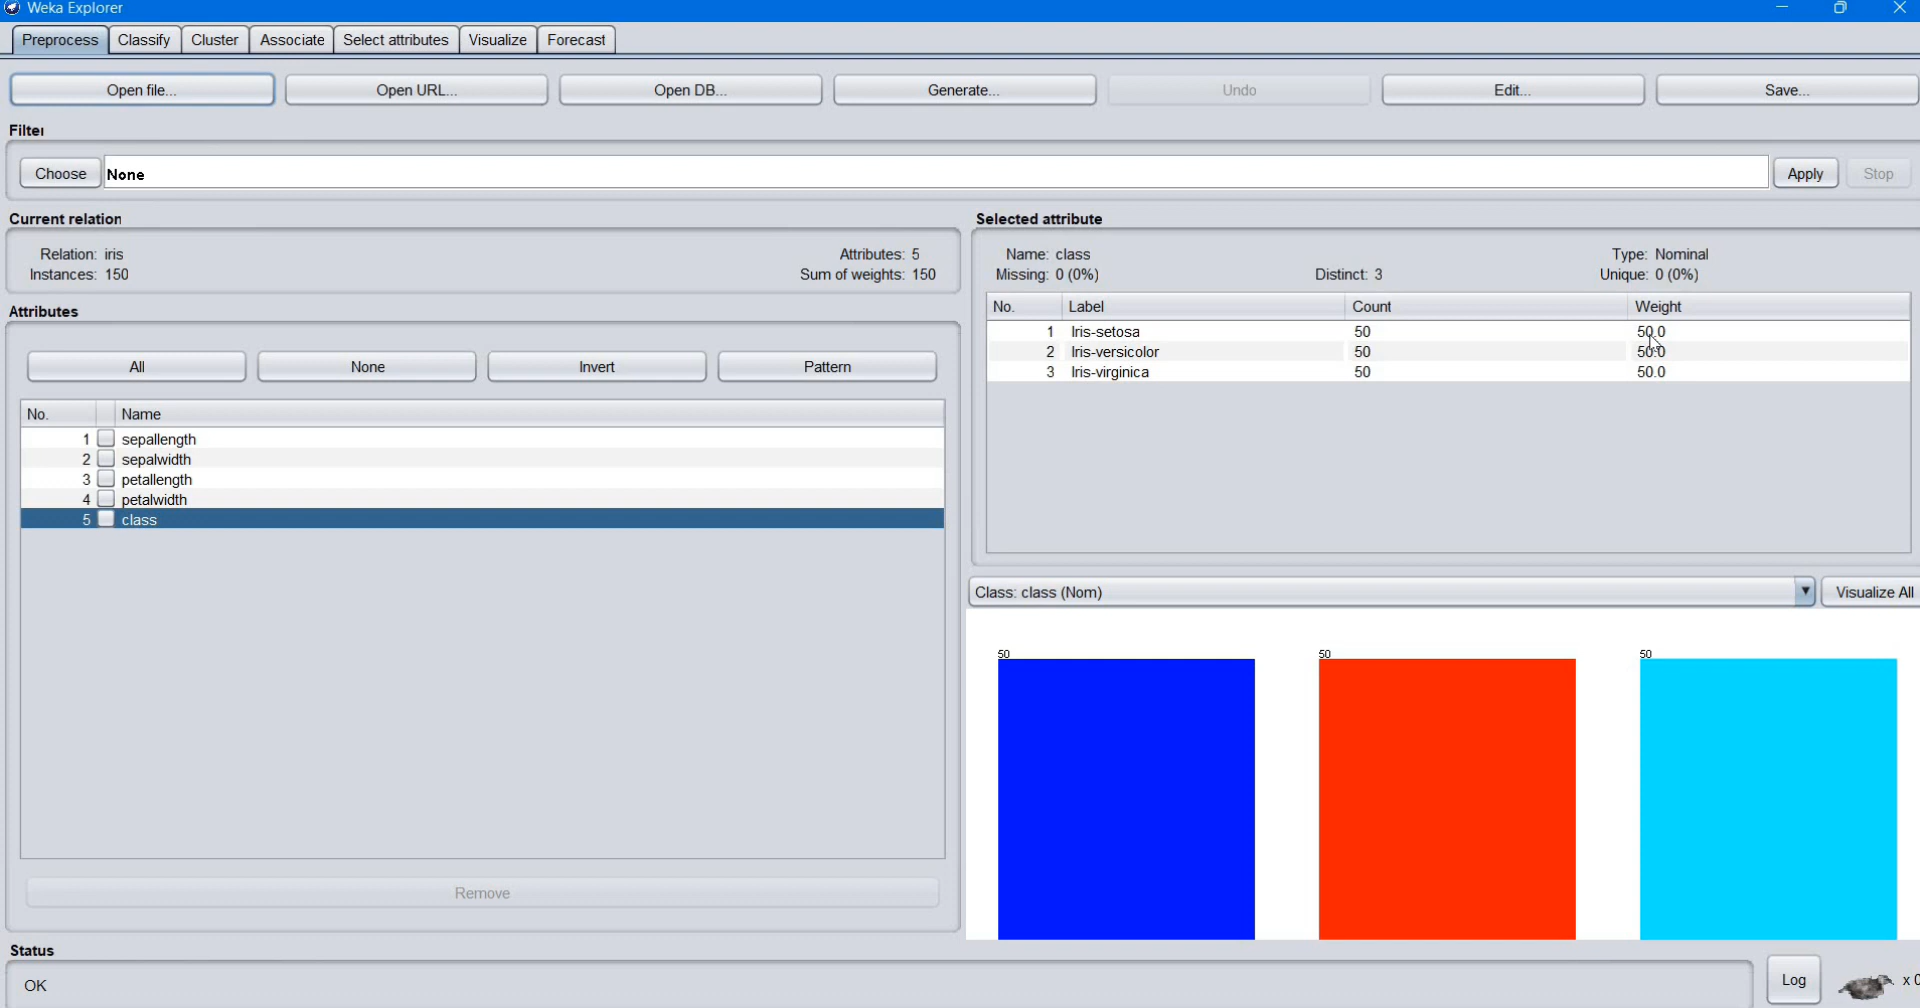 Weka Explorer
Preprocess Classify Cluster Associate Select attributes Visualize Forecast
Open file... Open URL... Open DB... Generate... Undo Edit... Save...
Filter
Choose None Apply Stop
Current relation
Relation: iris Attributes: 5
Instances: 150 Sum of weights: 150
Attributes
All None Invert Pattern
No. Name
1 sepallength
2 sepalwidth
3 petallength
4 petalwidth
5 class
Remove
Selected attribute
Name: class Type: Nominal
Missing: 0 (0%) Distinct: 3 Unique: 0 (0%)
No. Label Count Weight
1 Iris-setosa 50 50.0
2 Iris-versicolor 50 50.0
3 Iris-virginica 50 50.0
Class: class (Nom) Visualize All
50 50 50
Status
OK
Log x 0